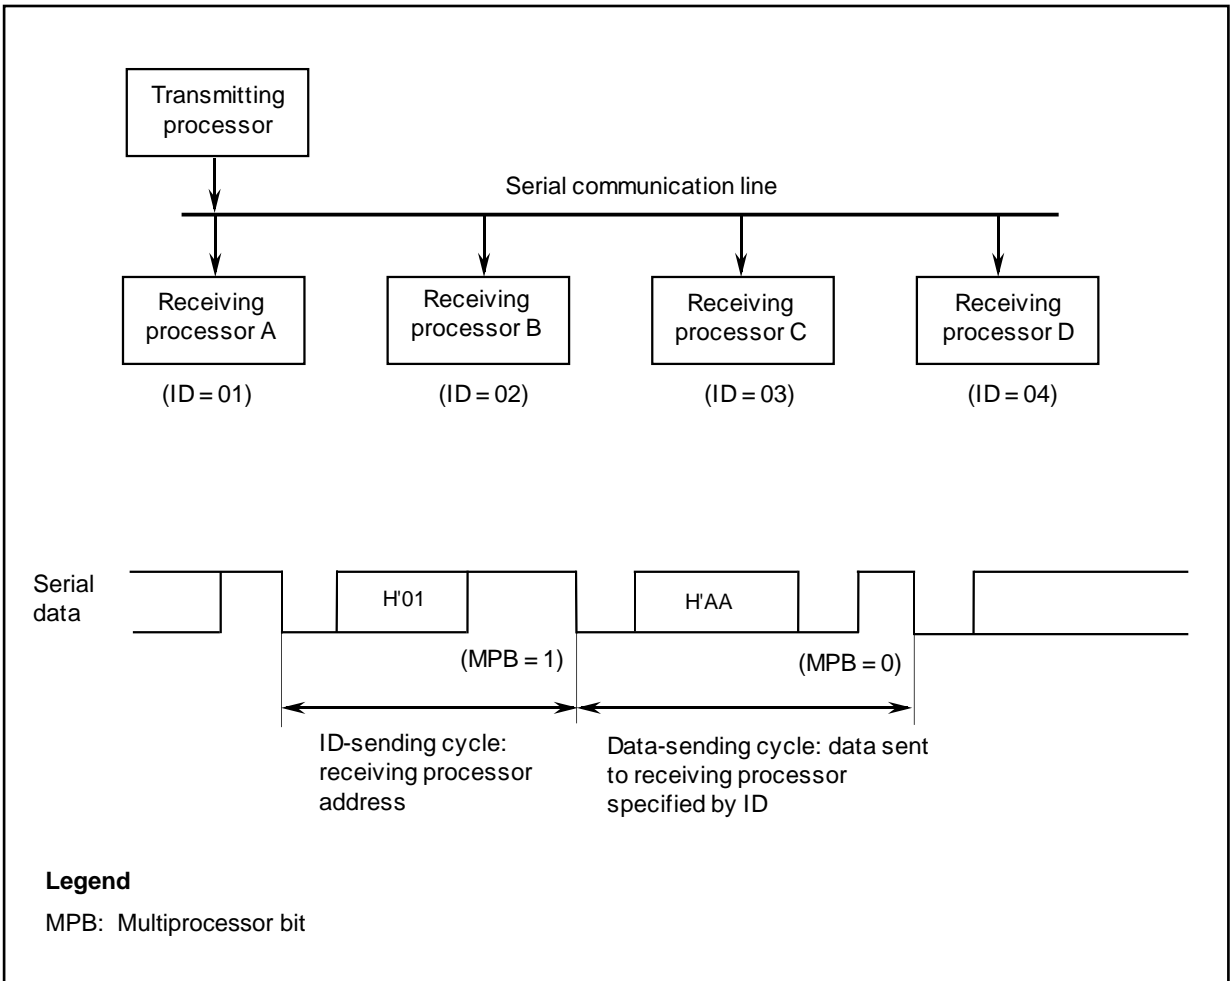 Transmitting
processor
Serial communication line
Receiving
processor A
Receiving
processor B
Receiving
processor C
Receiving
processor D
(ID = 01)
(ID = 02)
(ID = 03)
(ID = 04)
Serial
data
H'01
H'AA
(MPB = 1)
(MPB = 0)
ID-sending cycle:
receiving processor
address
Data-sending cycle: data sent
to receiving processor
specified by ID
Legend
MPB: Multiprocessor bit